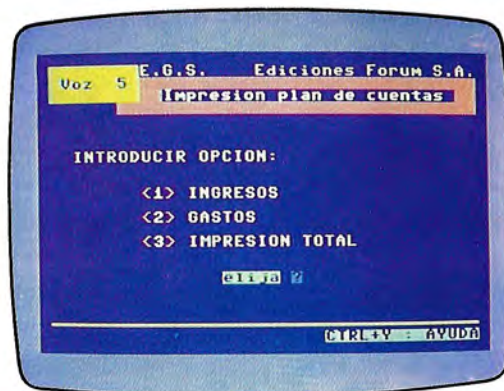 E.G.S. Ediciones Forum S.A.
Voz 5
Impresion plan de cuentas
INTRODUCIR OPCION:
<1> INGRESOS
<2> GASTOS
<3> IMPRESION TOTAL
elija ?
CTRL+Y : AYUDA